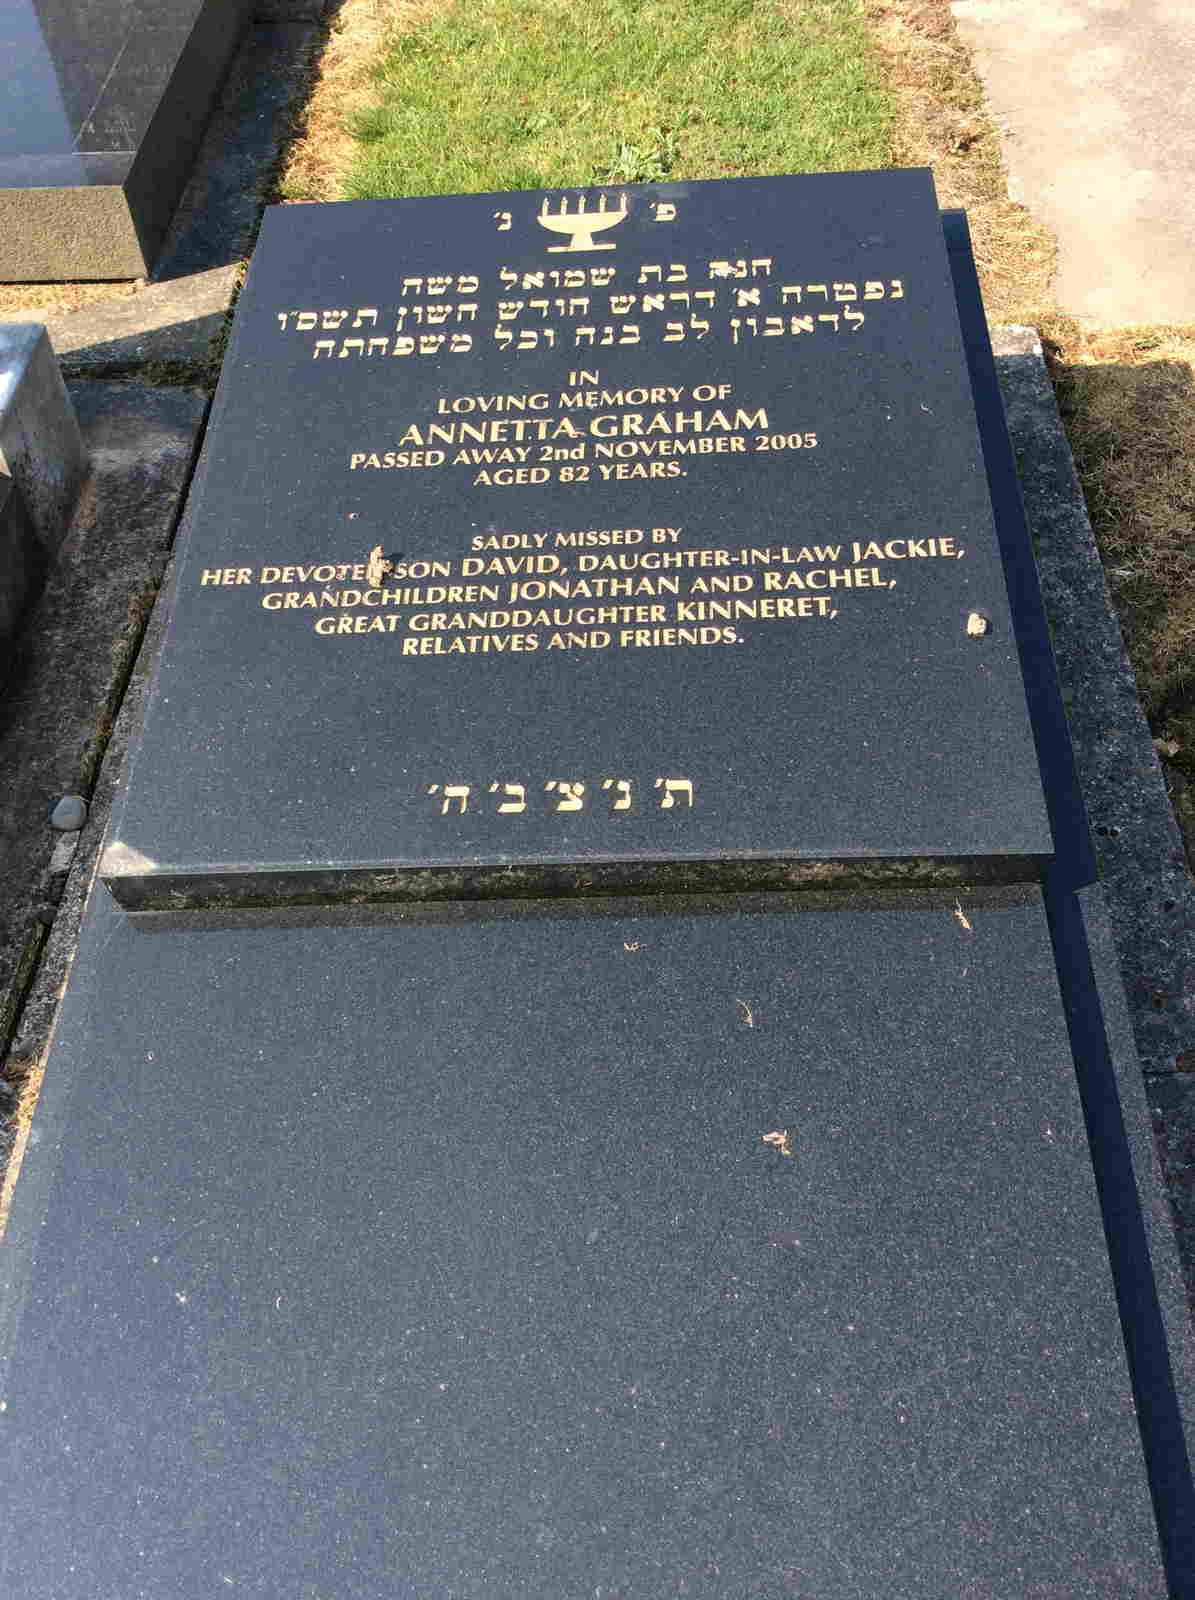 פ׳ נ׳
חנה בת שמואל משה
נפטרה א׳ דראש חודש חשון תשס״ו
לדאבון לב בנה וכל משפחתה
IN
LOVING MEMORY OF
ANNETTA GRAHAM
PASSED AWAY 2nd NOVEMBER 2005
AGED 82 YEARS.
SADLY MISSED BY
HER DEVOTED SON DAVID, DAUGHTER-IN-LAW JACKIE,
GRANDCHILDREN JONATHAN AND RACHEL,
GREAT GRANDDAUGHTER KINNERET,
RELATIVES AND FRIENDS.
ת׳ נ׳ צ׳ ב׳ ה׳